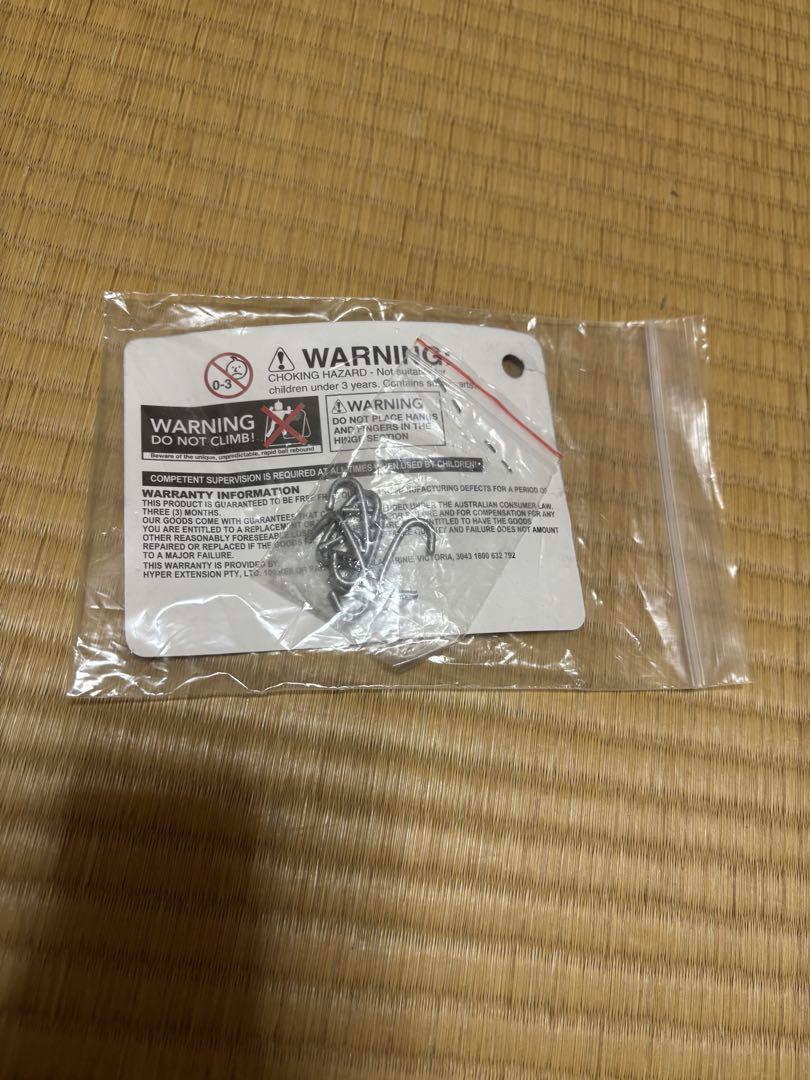 0-3
WARNING:
CHOKING HAZARD - Not suitable
children under 3 years. Contains
WARNING
DO NOT CLIMB!
Beware of the unique, unpredictable, rapid ball rebound
WARNING
DO NOT PLACE HANDS
AND FINGERS IN THE
HINGE SECTION
COMPETENT SUPERVISION IS REQUIRED AT ALL TIMES WHEN USED BY CHILDREN!
WARRANTY INFORMATION
THIS PRODUCT IS GUARANTEED TO BE FREE MANUFACTURING DEFECTS FOR A PERIOD OF
THREE (3) MONTHS.
OUR GOODS COME WITH GUARANTEES THAT UNDER THE AUSTRALIAN CONSUMER LAW.
YOU ARE ENTITLED TO A REPLACEMENT AND FOR COMPENSATION FOR ANY
OTHER REASONABLY FORESEEABLE ENTITLED TO HAVE THE GOODS
REPAIRED OR REPLACED IF THE GOODS AND FAILURE DOES NOT AMOUNT
TO A MAJOR FAILURE.
THIS WARRANTY IS PROVIDED BY:
HYPER EXTENSION PTY, LTD. VICTORIA, 3043 1800 632 792